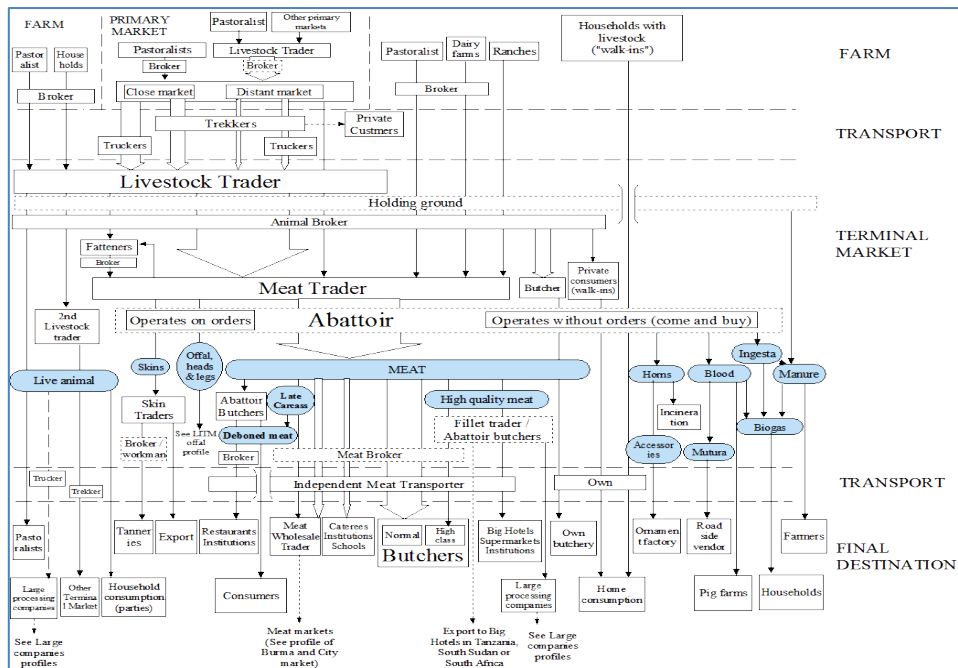 FARM
PRIMARY
MARKET
Pastoralist
Other primary
markets
Households with
livestock
("walk-ins")
FARM
Pastor
alist
House
holds
Pastoralists
Livestock Trader
Pastoralist
Dairy
farms
Ranches
Broker
Broker
Broker
Broker
Close market
Distant market
Trekkers
Private
Custmers
TRANSPORT
Truckers
Truckers
Livestock Trader
Holding ground
Animal Broker
TERMINAL
MARKET
Fatteners
Broker
Private
consumers
(walk-ins)
Meat Trader
Butcher
2nd
Livestock
trader
Operates on orders
Abattoir
Operates without orders (come and buy)
Skins
Offal,
heads
& legs
Ingesta
Live animal
MEAT
Horns
Blood
Manure
Skin
Traders
Abattoir
Butchers
Late
Carcass
High quality meat
Incinera
tion
See LITM
offal
profile
Deboned meat
Fillet trader /
Abattoir butchers
Biogas
Broker /
workman
Broker
Meat Broker
Accessor
ies
Mutura
Trucker
Trekker
Independent Meat Transporter
Own
TRANSPORT
Pasto
ralists
Tanner
ies
Export
Restaurants
Institutions
Meat
Wholesale
Trader
Caterees
Institutions
Schools
Normal
High
class
Butchers
Big Hotels
Supermarkets
Institutions
Own
butchery
Ornamen
t factory
Road
side
vendor
Farmers
FINAL
DESTINATION
Large
processing
companies
Other
Termina
l Market
Household
consumption
(parties)
Consumers
Large
processing
companies
Home
consumption
Pig farms
Households
See Large
companies
profiles
Meat markets
(See profile of
Burma and City
market)
Export to Big
Hotels in Tanzania,
South Sudan or
South Africa
See Large
companies
profiles